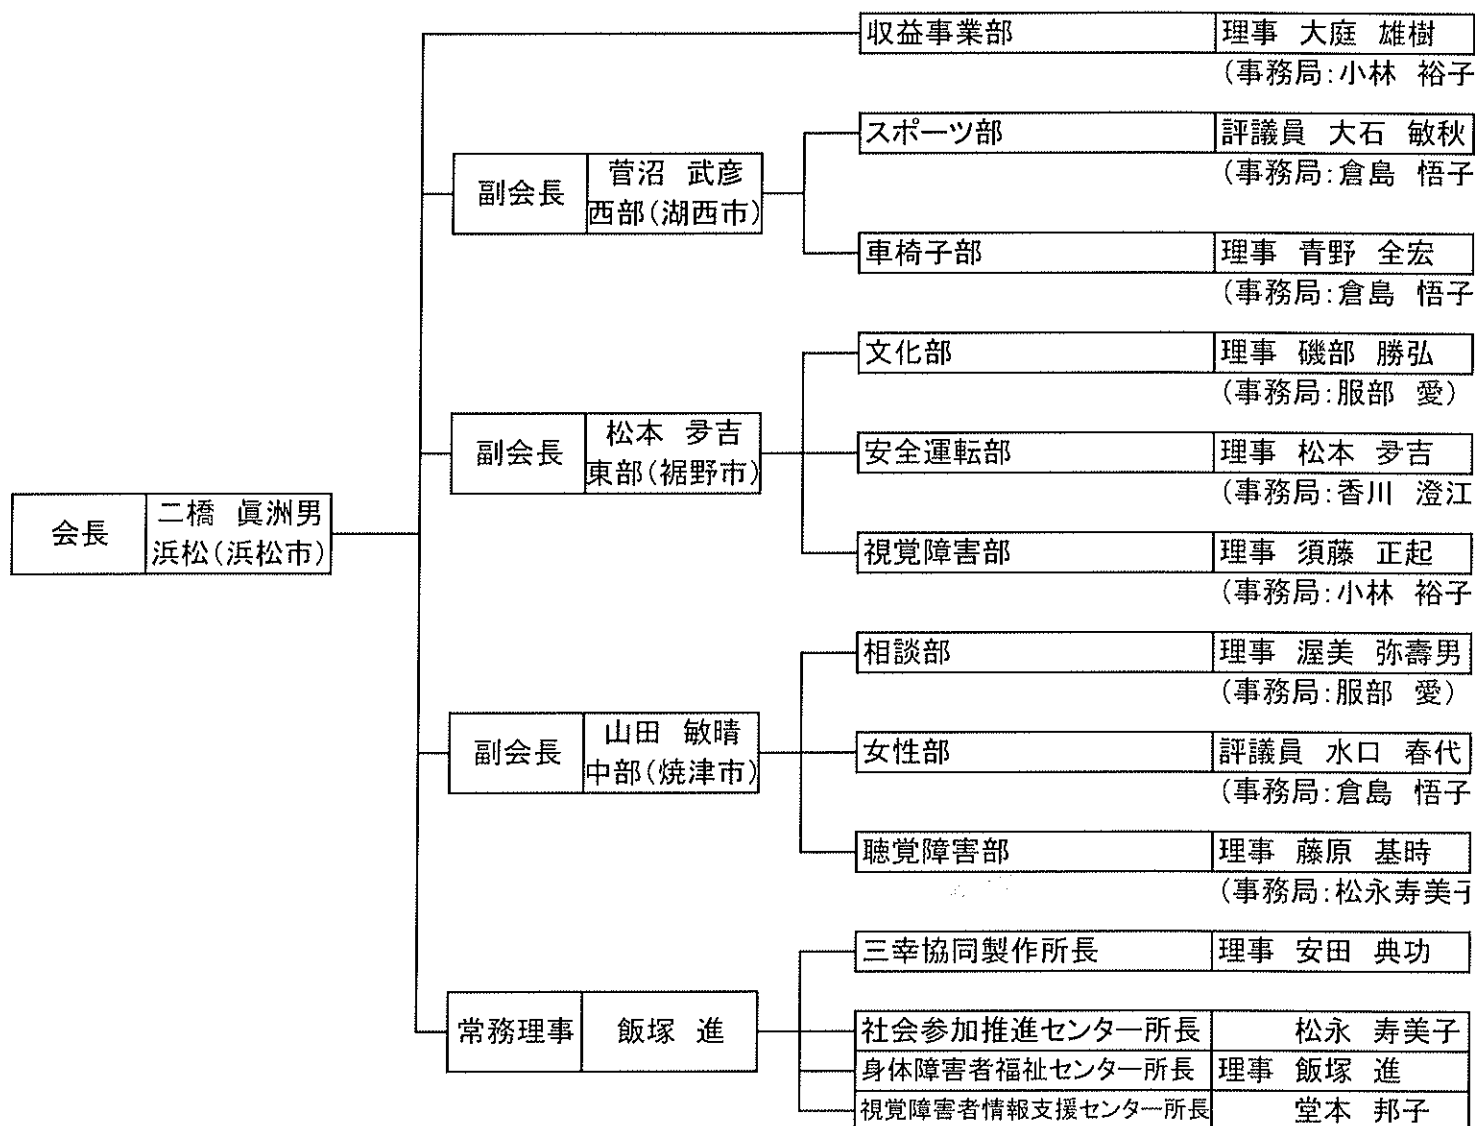 収益事業部 理事 大庭 雄樹
(事務局:小林 裕子
スポーツ部 評議員 大石 敏秋
(事務局:倉島 悟子
副会長 菅沼 武彦
西部(湖西市)
車椅子部 理事 青野 全宏
(事務局:倉島 悟子
文化部 理事 磯部 勝弘
(事務局:服部 愛)
副会長 松本 夛吉
東部(裾野市)
安全運転部 理事 松本 夛吉
(事務局:香川 澄江
会長 二橋 眞洲男
浜松(浜松市)
視覚障害部 理事 須藤 正起
(事務局:小林 裕子
相談部 理事 渥美 弥壽男
(事務局:服部 愛)
副会長 山田 敏晴
中部(焼津市)
女性部 評議員 水口 春代
(事務局:倉島 悟子
聴覚障害部 理事 藤原 基時
(事務局:松永寿美子
三幸協同製作所長 理事 安田 典功
常務理事 飯塚 進
社会参加推進センター所長 松永 寿美子
身体障害者福祉センター所長 理事 飯塚 進
視覚障害者情報支援センター所長 堂本 邦子